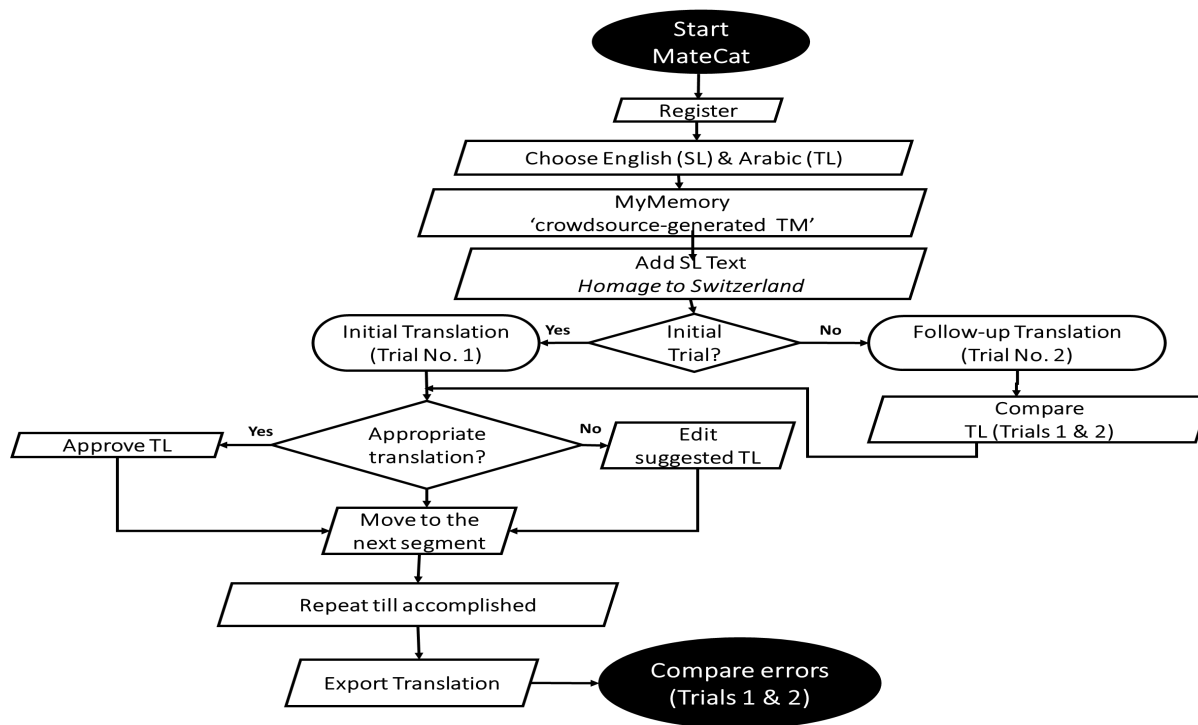 Start
MateCat
Register
Choose English (SL) & Arabic (TL)
MyMemory
‘crowdsource-generated TM’
Add SL Text
Homage to Switzerland
Initial Translation
(Trial No. 1)
Yes
Initial
Trial?
No
Follow-up Translation
(Trial No. 2)
Compare
TL (Trials 1 & 2)
Approve TL
Yes
Appropriate
translation?
No
Edit
suggested TL
Move to the
next segment
Repeat till accomplished
Export Translation
Compare errors
(Trials 1 & 2)